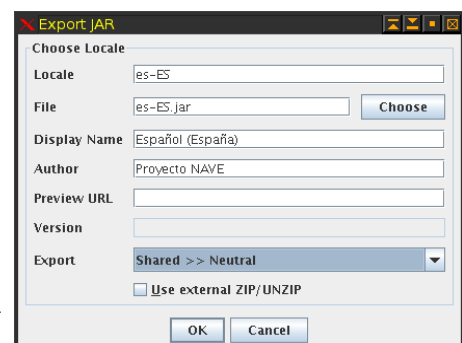 Export JAR
Choose Locale
Locale es-ES
File es-ES.jar Choose
Display Name Español (España)
Author Proyecto NAVE
Preview URL
Version
Export Shared >> Neutral
Use external ZIP/UNZIP
OK Cancel